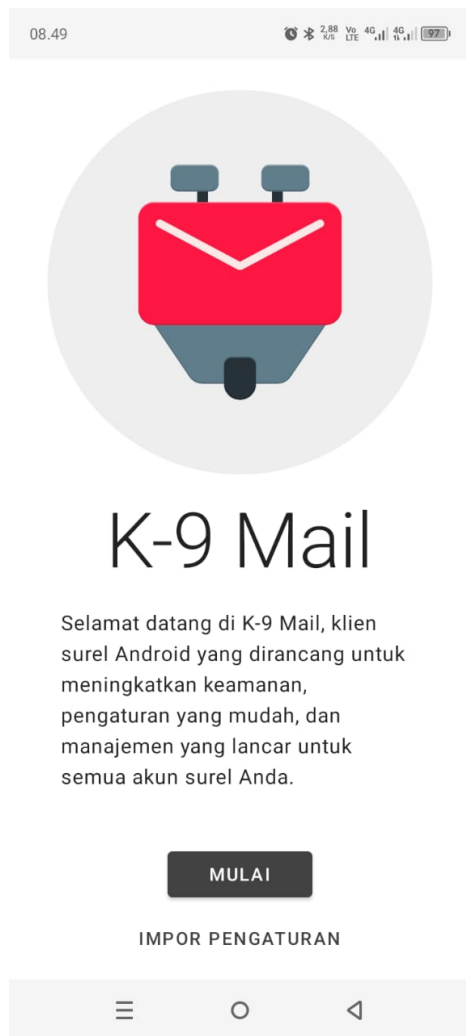 08.49
2,88 K/S Vo LTE 4G 4G 97
K-9 Mail
Selamat datang di K-9 Mail, klien
surel Android yang dirancang untuk
meningkatkan keamanan,
pengaturan yang mudah, dan
manajemen yang lancar untuk
semua akun surel Anda.
MULAI
IMPOR PENGATURAN